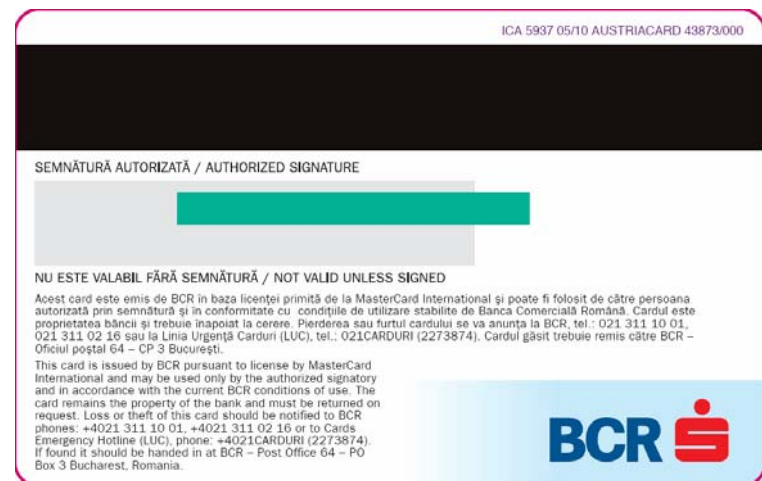 ICA 5937 05/10 AUSTRIACARD 43873/000
SEMNĂTURĂ AUTORIZATĂ / AUTHORIZED SIGNATURE
NU ESTE VALABIL FĂRĂ SEMNĂTURĂ / NOT VALID UNLESS SIGNED
Acest card este emis de BCR în baza licenţei primită de la MasterCard International şi poate fi folosit de către persoana
autorizată prin semnătură şi în conformitate cu condiţiile de utilizare stabilite de Banca Comercială Română. Cardul este
proprietatea băncii şi trebuie înapoiat la cerere. Pierderea sau furtul cardului se va anunţa la BCR, tel.: 021 311 10 01,
021 311 02 16 sau la Linia Urgenţă Carduri (LUC), tel.: 021CARDURI (2273874). Cardul găsit trebuie remis către BCR –
Oficiul poştal 64 – CP 3 Bucureşti.
This card is issued by BCR pursuant to license by MasterCard
International and may be used only by the authorized signatory
and in accordance with the current BCR conditions of use. The
card remains the property of the bank and must be returned on
request. Loss or theft of this card should be notified to BCR
phones: +4021 311 10 01, +4021 311 02 16 or to Cards
Emergency Hotline (LUC), phone: +4021CARDURI (2273874).
If found it should be handed in at BCR – Post Office 64 – PO
Box 3 Bucharest, Romania.
BCR